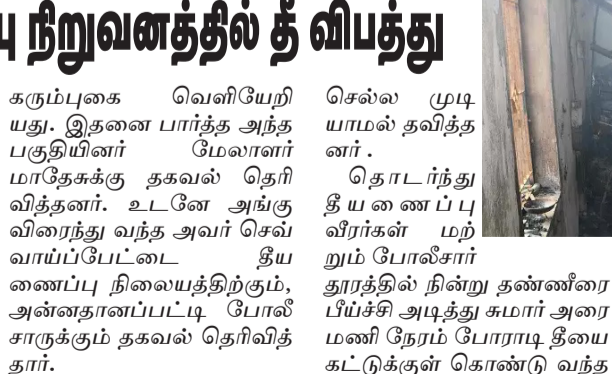 பு நிறுவனத்தில் தீ விபத்து
கரும்புகை வெளியேறி
யது. இதனை பார்த்த அந்த
பகுதியினர் மேலாளர்
மாதேசுக்கு தகவல் தெரி
வித்தனர். உடனே அங்கு
விரைந்து வந்த அவர் செவ்
வாய்ப்பேட்டை தீய
ணைப்பு நிலையத்திற்கும்,
அன்னதானப்பட்டி போலீ
சாருக்கும் தகவல் தெரிவித்
தார்.
செல்ல முடி
யாமல் தவித்த
னர் .
தொடர்ந்து
தீயணைப்பு
வீரர்கள் மற்
றும் போலீசார்
தூரத்தில் நின்று தண்ணீரை
பீய்ச்சி அடித்து சுமார் அரை
மணி நேரம் போராடி தீயை
கட்டுக்குள் கொண்டு வந்த